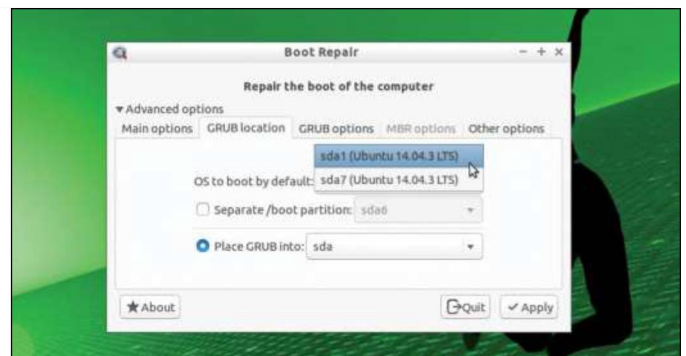 Boot Repair
Repair the boot of the computer
Advanced options
Main options GRUB location GRUB options MBR options Other options
sda1 (Ubuntu 14.04.3 LTS)
OS to boot by default: sda7 (Ubuntu 14.04.3 LTS)
Separate /boot partition: sda6
Place GRUB into: sda
About Quit Apply